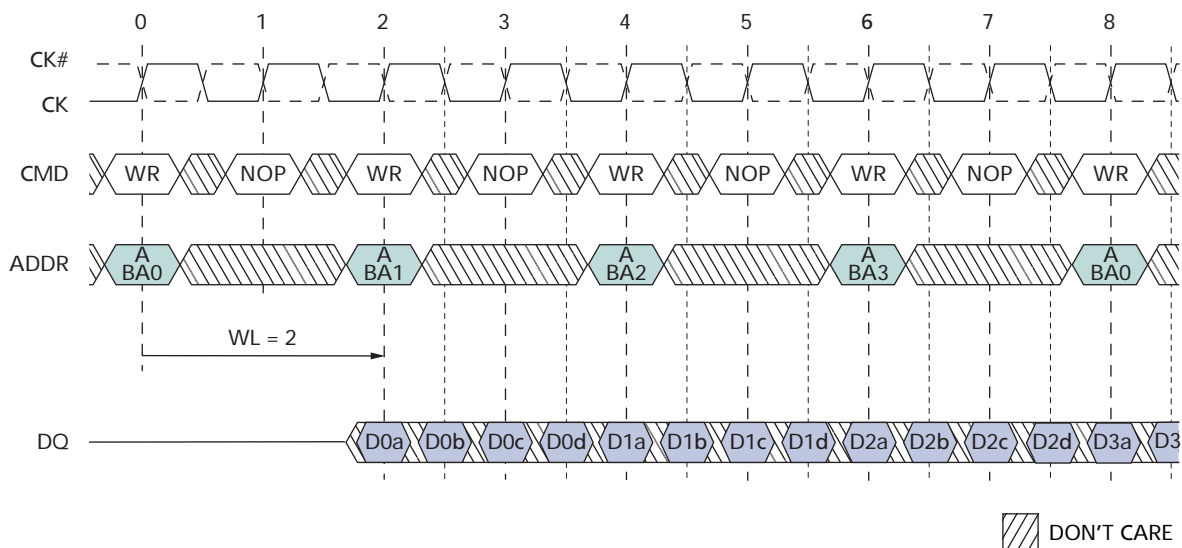 0 1 2 3 4 5 6 7 8
CK#
CK
CMD WR NOP WR NOP WR NOP WR NOP WR
ADDR A BA0 A BA1 A BA2 A BA3 A BA0
WL = 2
DQ D0a D0b D0c D0d D1a D1b D1c D1d D2a D2b D2c D2d D3a D3
DON'T CARE